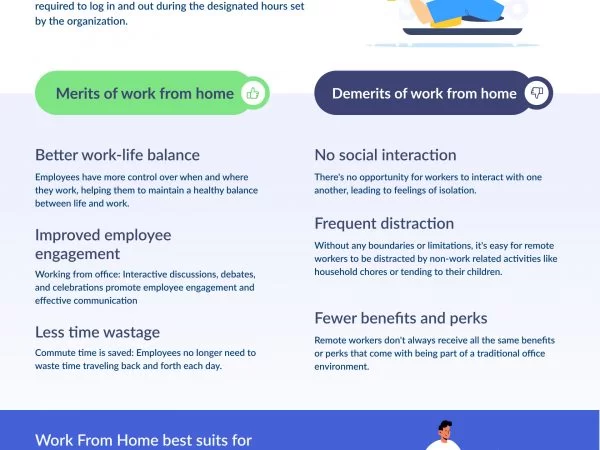 required to log in and out during the designated hours set
by the organization.
Merits of work from home
Demerits of work from home
Better work-life balance
Employees have more control over when and where
they work, helping them to maintain a healthy balance
between life and work.
Improved employee
engagement
Working from office: Interactive discussions, debates,
and celebrations promote employee engagement and
effective communication
Less time wastage
Commute time is saved: Employees no longer need to
waste time traveling back and forth each day.
No social interaction
There's no opportunity for workers to interact with one
another, leading to feelings of isolation.
Frequent distraction
Without any boundaries or limitations, it's easy for remote
workers to be distracted by non-work related activities like
household chores or tending to their children.
Fewer benefits and perks
Remote workers don't always receive all the same benefits
or perks that come with being part of a traditional office
environment.
Work From Home best suits for